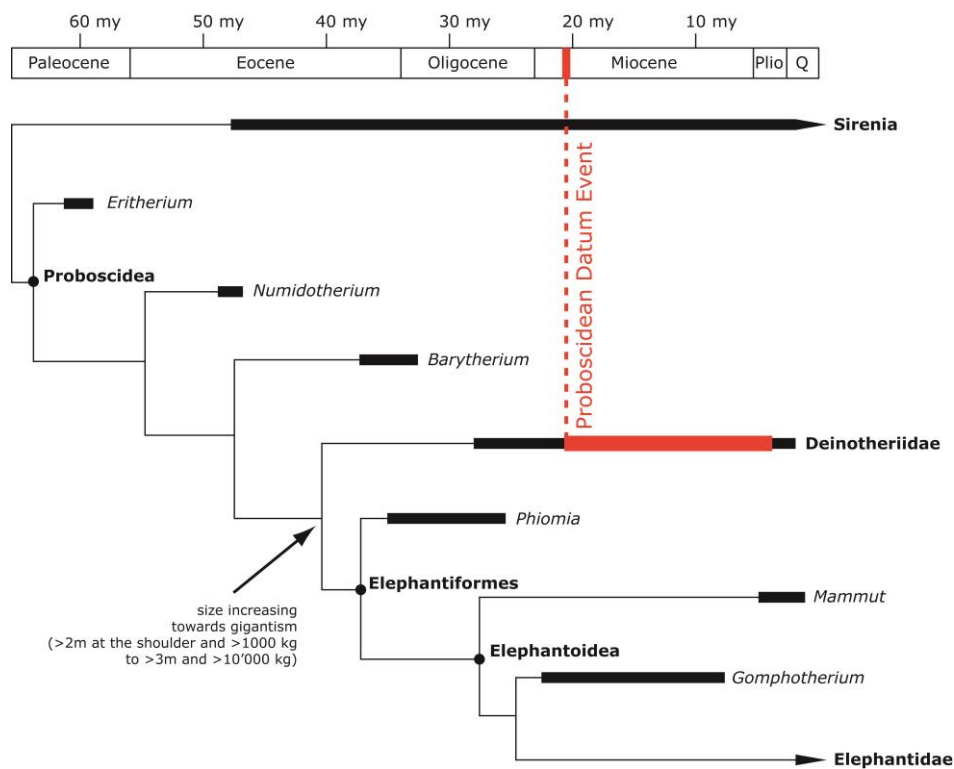 60 my 50 my 40 my 30 my 20 my 10 my
Paleocene Eocene Oligocene Miocene Plio Q
Sirenia
Proboscidean Datum Event
Eritherium
Proboscidea
Numidotherium
Barytherium
Deinotheriidae
Phiomia
Elephantiformes
Mammut
size increasing
towards gigantism
(>2m at the shoulder and >1000 kg
to >3m and >10'000 kg)
Elephantoidea
Gomphotherium
Elephantidae